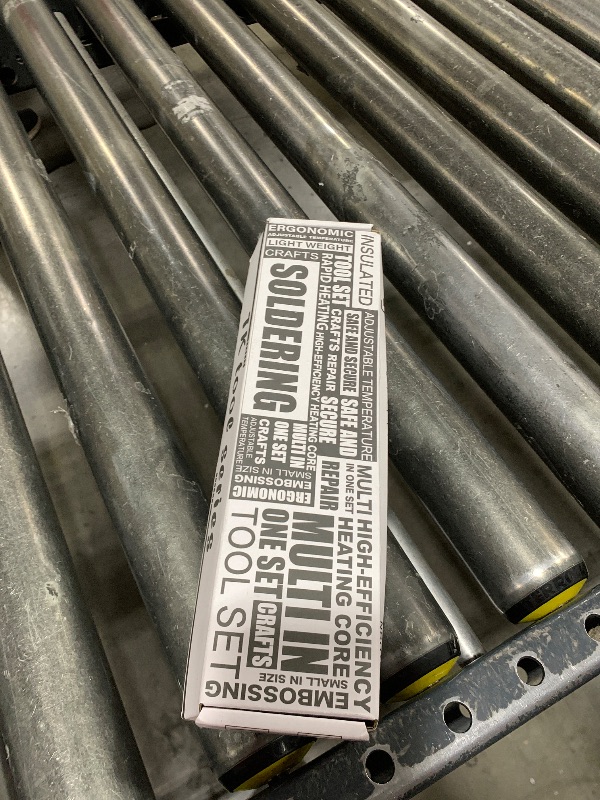 ERGONOMIC
ADJUSTABLE TEMPERATURE
LIGHT WEIGHT
CRAFTS
INSULATED
ADJUSTABLE TEMPERATURE
TOOL SET
SAFE AND SECURE
SAFE AND
CRAFTS REPAIR
SECURE
RAPID HEATING
HIGH-EFFICIENCY HEATING CORE
SOLDERING
MULTI IN
ONE SET
CRAFTS
ADJUSTABLE
TEMPERATURE
SMALL IN SIZE
EMBOSSING
ERGONOMIC
REPAIR
IN ONE SET
MULTI HIGH-EFFICIENCY
HEATING CORE
MULTI IN
ONE SET
CRAFTS
TOOL SET
SMALL IN SIZE
EMBOSSING